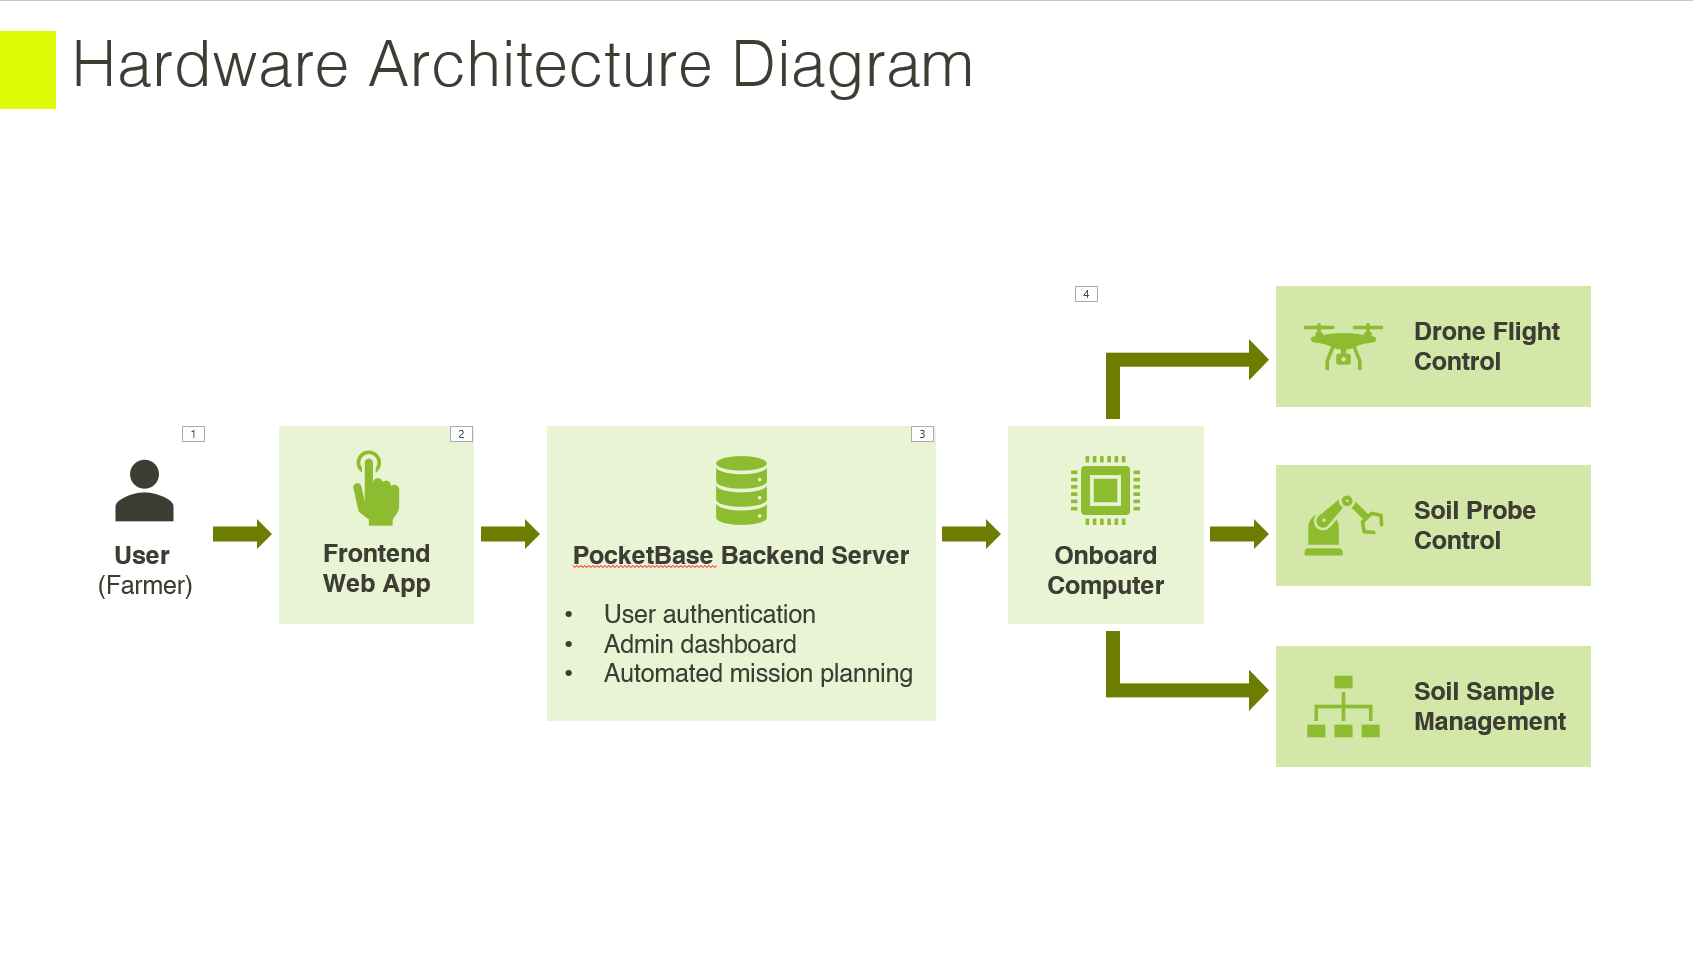 Hardware Architecture Diagram
1
User
(Farmer)
2
Frontend
Web App
3
PocketBase Backend Server
• User authentication
• Admin dashboard
• Automated mission planning
4
Onboard
Computer
Drone Flight
Control
Soil Probe
Control
Soil Sample
Management